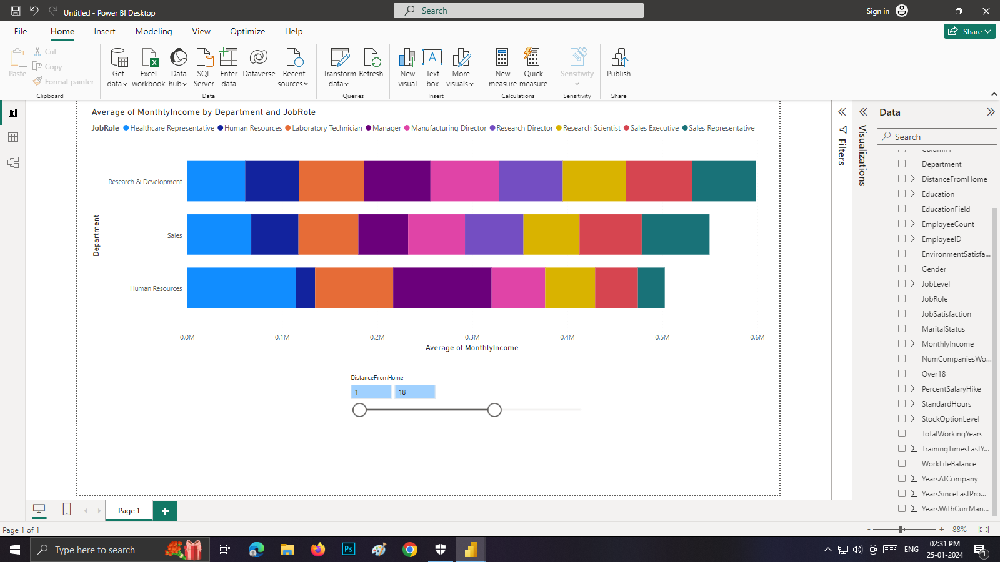 Untitled - Power BI Desktop
Search
Sign in
File
Home
Insert
Modeling
View
Optimize
Help
Share
Paste
Cut
Copy
Format painter
Get data
Excel workbook
Data hub
SQL Server
Enter data
Dataverse
Recent sources
Transform data
Refresh
New visual
Text box
More visuals
New measure
Quick measure
Sensitivity
Publish
Clipboard
Data
Queries
Insert
Calculations
Sensitivity
Share
Average of MonthlyIncome by Department and JobRole
JobRole Healthcare Representative Human Resources Laboratory Technician Manager Manufacturing Director Research Director Research Scientist Sales Executive Sales Representative
Department
Research & Development
Sales
Human Resources
0.0M 0.1M 0.2M 0.3M 0.4M 0.5M 0.6M
Average of MonthlyIncome
DistanceFromHome
1 18
Filters
Visualizations
Data
Search
Column1
Department
DistanceFromHome
Education
EducationField
EmployeeCount
EmployeeID
EnvironmentSatisfa...
Gender
JobLevel
JobRole
JobSatisfaction
MaritalStatus
MonthlyIncome
NumCompaniesWo...
Over18
PercentSalaryHike
StandardHours
StockOptionLevel
TotalWorkingYears
TrainingTimesLastY...
WorkLifeBalance
YearsAtCompany
YearsSinceLastPro...
YearsWithCurrMan...
Page 1
Page 1 of 1
- + 88%
Type here to search
Ps
ENG
02:31 PM
25-01-2024
1